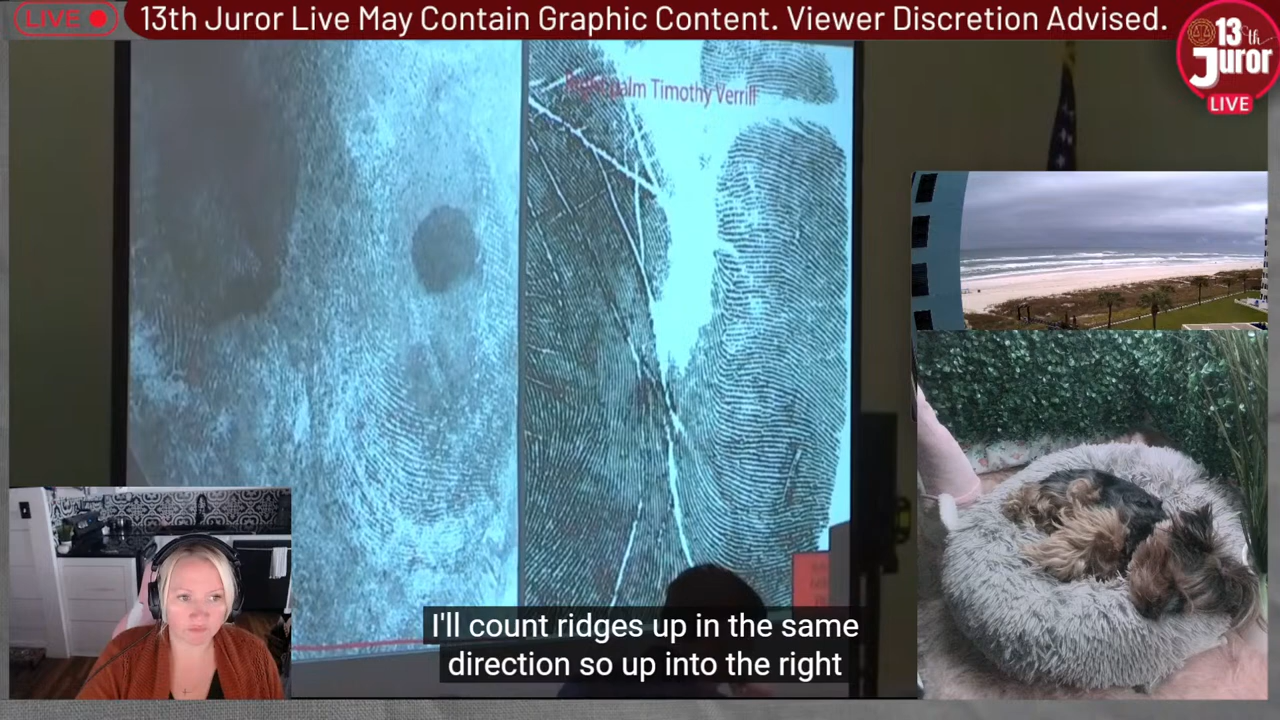 LIVE
13th Juror Live May Contain Graphic Content. Viewer Discretion Advised.
13th
Juror
LIVE
Right palm Timothy Verrill
I'll count ridges up in the same
direction so up into the right